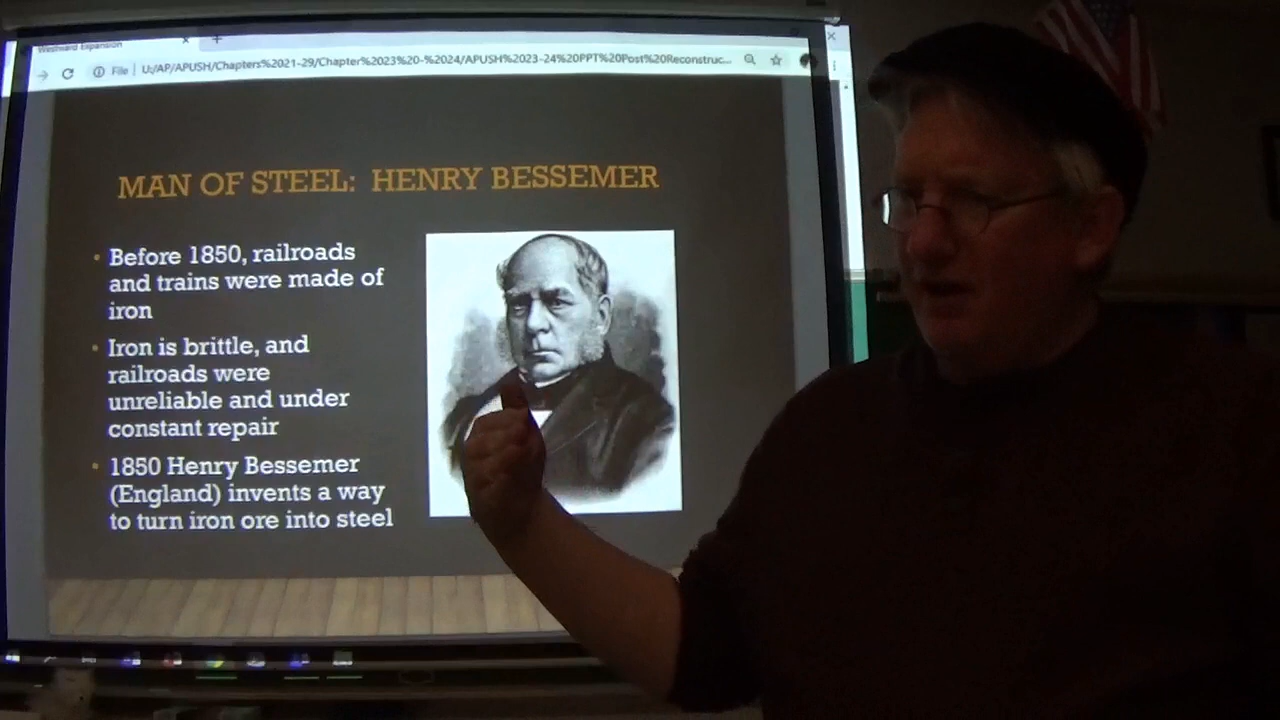 Westward Expansion
File | U:/AP/APUSH/Chapters%2021-29/Chapter%2023%20-%2024/APUSH%2023-24%20PPT%20Post%20Reconstruc...
MAN OF STEEL: HENRY BESSEMER
• Before 1850, railroads
and trains were made of
iron
• Iron is brittle, and
railroads were
unreliable and under
constant repair
• 1850 Henry Bessemer
(England) invents a way
to turn iron ore into steel